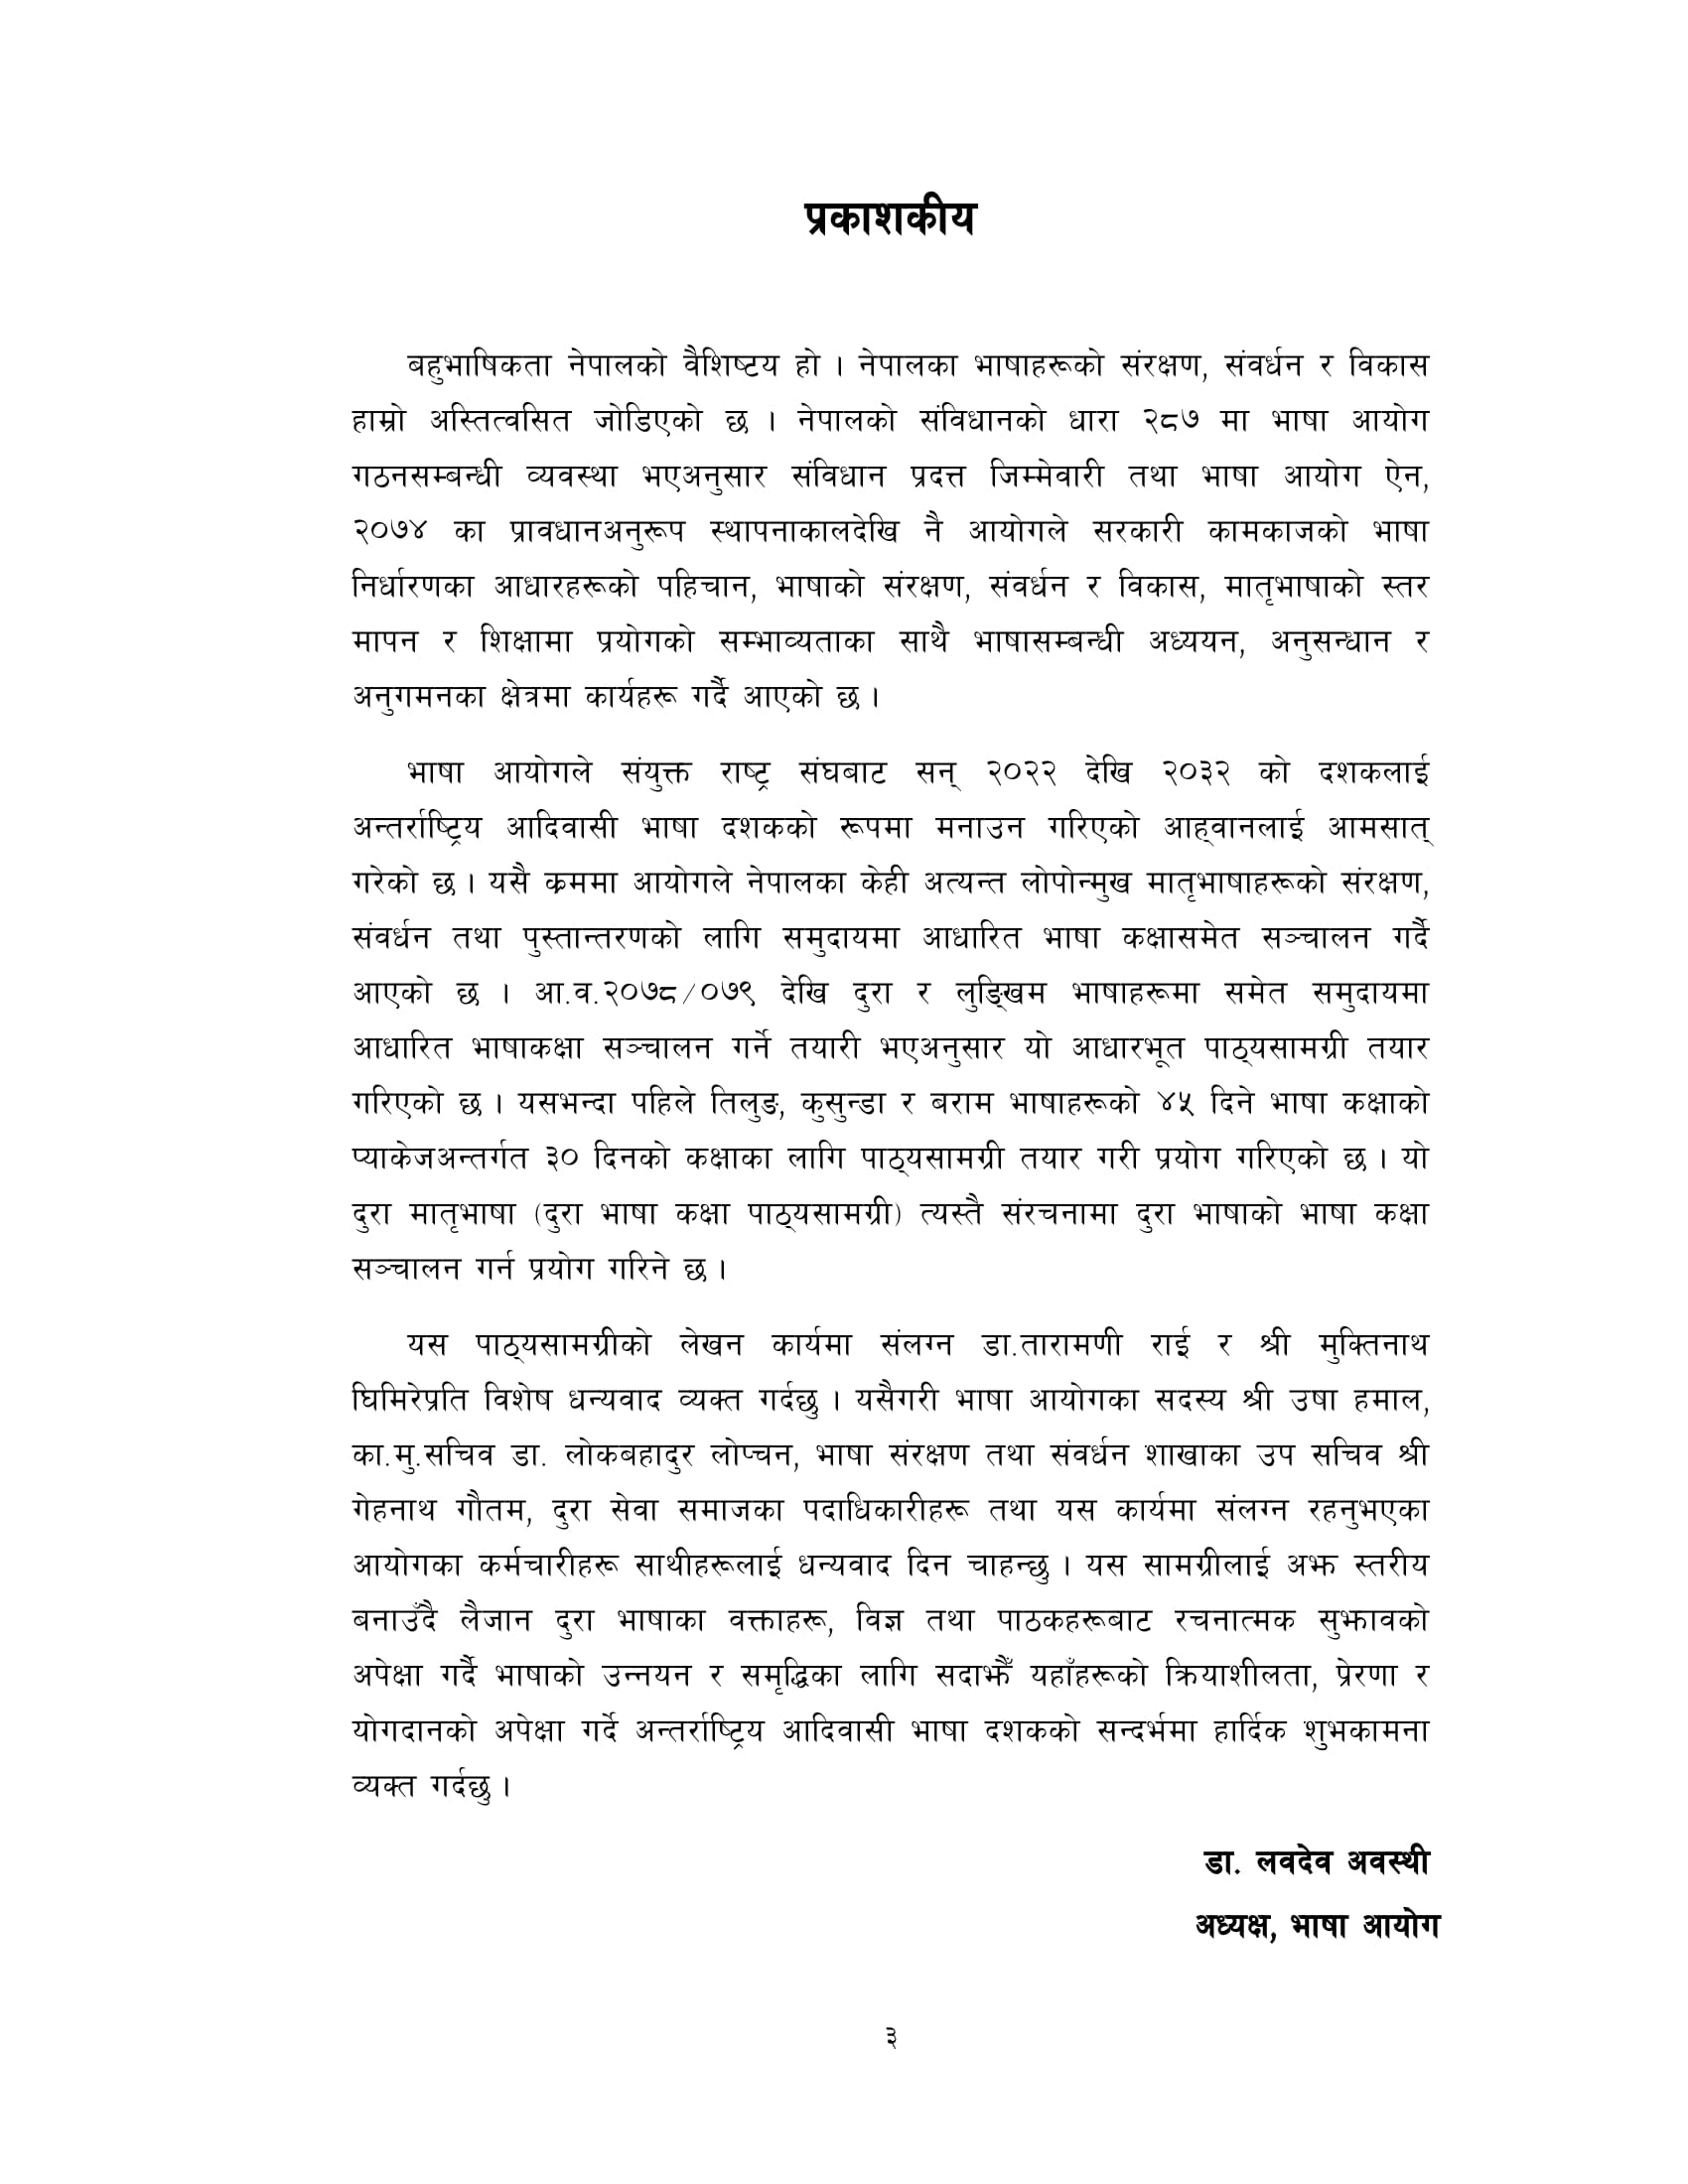 प्रकाशकीय
बहुभाषिकता नेपालको वैशिष्टय हो । नेपालका भाषाहरूको संरक्षण, संवर्धन र विकास
हाम्रो अस्तित्वसित जोडिएको छ । नेपालको संविधानको धारा २८७ मा भाषा आयोग
गठनसम्बन्धी व्यवस्था भएअनुसार संविधान प्रदत्त जिम्मेवारी तथा भाषा आयोग ऐन,
२०७४ का प्रावधानअनुरूप स्थापनाकालदेखि नै आयोगले सरकारी कामकाजको भाषा
निर्धारणका आधारहरूको पहिचान, भाषाको संरक्षण, संवर्धन र विकास, मातृभाषाको स्तर
मापन र शिक्षामा प्रयोगको सम्भाव्यताका साथै भाषासम्बन्धी अध्ययन, अनुसन्धान र
अनुगमनका क्षेत्रमा कार्यहरू गर्दै आएको छ ।
भाषा आयोगले संयुक्त राष्ट्र संघबाट सन् २०२२ देखि २०३२ को दशकलाई
अन्तर्राष्ट्रिय आदिवासी भाषा दशकको रूपमा मनाउन गरिएको आह्वानलाई आमसात्
गरेको छ । यसै क्रममा आयोगले नेपालका केही अत्यन्त लोपोन्मुख मातृभाषाहरूको संरक्षण,
संवर्धन तथा पुस्तान्तरणको लागि समुदायमा आधारित भाषा कक्षासमेत सञ्चालन गर्दै
आएको छ । आ.व.२०७८/०७९ देखि दुरा र लुङ्खिम भाषाहरूमा समेत समुदायमा
आधारित भाषाकक्षा सञ्चालन गर्ने तयारी भएअनुसार यो आधारभूत पाठ्यसामग्री तयार
गरिएको छ । यसभन्दा पहिले तिलुङ, कुसुन्डा र बराम भाषाहरूको ४५ दिने भाषा कक्षाको
प्याकेजअन्तर्गत ३० दिनको कक्षाका लागि पाठ्यसामग्री तयार गरी प्रयोग गरिएको छ । यो
दुरा मातृभाषा (दुरा भाषा कक्षा पाठ्यसामग्री) त्यस्तै संरचनामा दुरा भाषाको भाषा कक्षा
सञ्चालन गर्न प्रयोग गरिने छ ।
यस पाठ्यसामग्रीको लेखन कार्यमा संलग्न डा.तारामणी राई र श्री मुक्तिनाथ
घिमिरेप्रति विशेष धन्यवाद व्यक्त गर्दछु । यसैगरी भाषा आयोगका सदस्य श्री उषा हमाल,
का.मु.सचिव डा. लोकबहादुर लोप्चन, भाषा संरक्षण तथा संवर्धन शाखाका उप सचिव श्री
गेहनाथ गौतम, दुरा सेवा समाजका पदाधिकारीहरू तथा यस कार्यमा संलग्न रहनुभएका
आयोगका कर्मचारीहरू साथीहरूलाई धन्यवाद दिन चाहन्छु । यस सामग्रीलाई अझ स्तरीय
बनाउँदै लैजान दुरा भाषाका वक्ताहरू, विज्ञ तथा पाठकहरूबाट रचनात्मक सुझावको
अपेक्षा गर्दै भाषाको उन्नयन र समृद्धिका लागि सदाझैँ यहाँहरूको क्रियाशीलता, प्रेरणा र
योगदानको अपेक्षा गर्दे अन्तर्राष्ट्रिय आदिवासी भाषा दशकको सन्दर्भमा हार्दिक शुभकामना
व्यक्त गर्दछु ।
डा. लवदेव अवस्थी
अध्यक्ष, भाषा आयोग
३